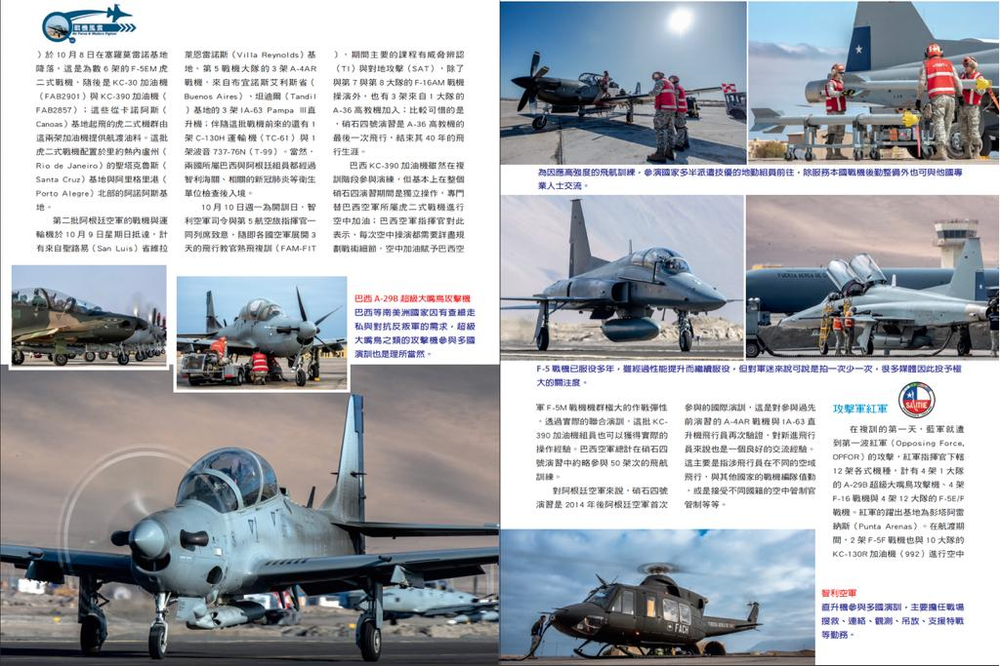 戰機風雲
Air Force & Modern Fighter
）於 10 月 8 日在塞羅莫雷諾基地
降落，這是為數 6 架的 F-5EM 虎
二式戰機，隨後是 KC-30 加油機
（FAB2901）與 KC-390 加油機（
FAB2857）；這些從卡諾阿斯（
Canoas）基地起飛的虎二式機群由
這兩架加油機提供航渡油料。這批
虎二式戰機配置於里約熱內盧州（
Rio de Janeiro）的聖塔克魯斯（
Santa Cruz）基地與阿里格里港（
Porto Alegre）北部的阿諾阿斯基
地。
第二批阿根廷空軍的戰機與運
輸機於 10 月 9 日星期日抵達，計
有來自聖路易（San Luis）省維拉
萊恩諾斯（Villa Reynolds）基
地、第 5 戰機大隊的 3 架 A-4AR
戰機，來自布宜諾斯艾利斯省（
Buenos Aires）、坦迪爾（Tandil
）基地的 3 架 IA-63 Pampa III直
升機；伴隨這批戰機前來的還有 1
架 C-130H 運輸機（TC-61）與 1
架波音 737-76N（T-99）。當然，
兩國所屬巴西與阿根廷組員都經過
智利海關、相關的新冠肺炎等衛生
單位檢查後入境。
10 月 10 日週一為開訓日，智
利空軍司令與第 5 航空旅指揮官一
同列席致意，隨即各國空軍展開 3
天的飛行教官熟飛複訓（FAM-FIT
），期間主要的課程有威脅辨認
（TI）與對地攻擊（SAT），除了
與第 7 與第 8 大隊的 F-16AM 戰機
操演外，也有 3 架來自 1 大隊的
A-36 高教機加入；比較可惜的是
，硝石四號演習是 A-36 高教機的
最後一次飛行，結束其 40 年的飛
行生涯。
巴西 KC-390 加油機雖然在複
訓階段參與演練，但基本上在整個
硝石四演習期間是獨立操作，專門
替巴西空軍所屬虎二式戰機進行
空中加油；巴西空軍指揮官對此
表示，每次空中操演都需要詳盡規
劃戰術細節，空中加油賦予巴西空
巴西 A-29B 超級大嘴鳥攻擊機
巴西等南美洲國家因有查緝走
私與對抗反叛軍的需求，超級
大嘴鳥之類的攻擊機參與多國
演訓也是理所當然。
為因應高強度的飛航訓練，參演國家多半派遣技優的地勤組員前往，除服務本國戰機後勤整備外也可與他國專
業人士交流。
FUERZA AEREA DE
F-5 戰機已服役多年，雖經過性能提升而繼續服役，但對軍迷來說可說是拍一次少一次，很多媒體因此投予極
大的關注度。
軍 F-5M 戰機機群極大的作戰彈性
，透過實際的聯合演訓，這批 KC-
390 加油機組員也可以獲得實際的
操作經驗。巴西空軍總計在硝石四
號演習中約略參與 50 架次的飛航
訓練。
對阿根廷空軍來說，硝石四號
演習是 2014 年後阿根廷空軍首次
參與的國際演訓，這是對參與過先
前演習的 A-4AR 戰機與 IA-63 直
升機飛行員再次驗證，對新進飛行
員來說也是一個良好的交流經驗。
這主要是指涉飛行員在不同的空域
飛行，與其他國家的戰機編隊值勤
，或是接受不同國籍的空中管制官
管制等等。
SALITRE
攻擊軍紅軍
在複訓的第一天，藍軍就遭
到第一波紅軍（Opposing Force,
OPFOR）的攻擊，紅軍指揮官下轄
12 架各式機種，計有 4 架 1 大隊
的 A-29B 超級大嘴鳥攻擊機、4 架
F-16 戰機與 4 架 12 大隊的 F-5E/F
戰機。紅軍的躍出基地為彭塔阿雷
納斯（Punta Arenas）。在航渡期
間，2 架 F-5F 戰機也與 10 大隊的
KC-130R 加油機（992）進行空中
FACH
智利空軍
直升機參與多國演訓，主要擔任戰場
搜救、連絡、觀測、吊放、支援特戰
等勤務。